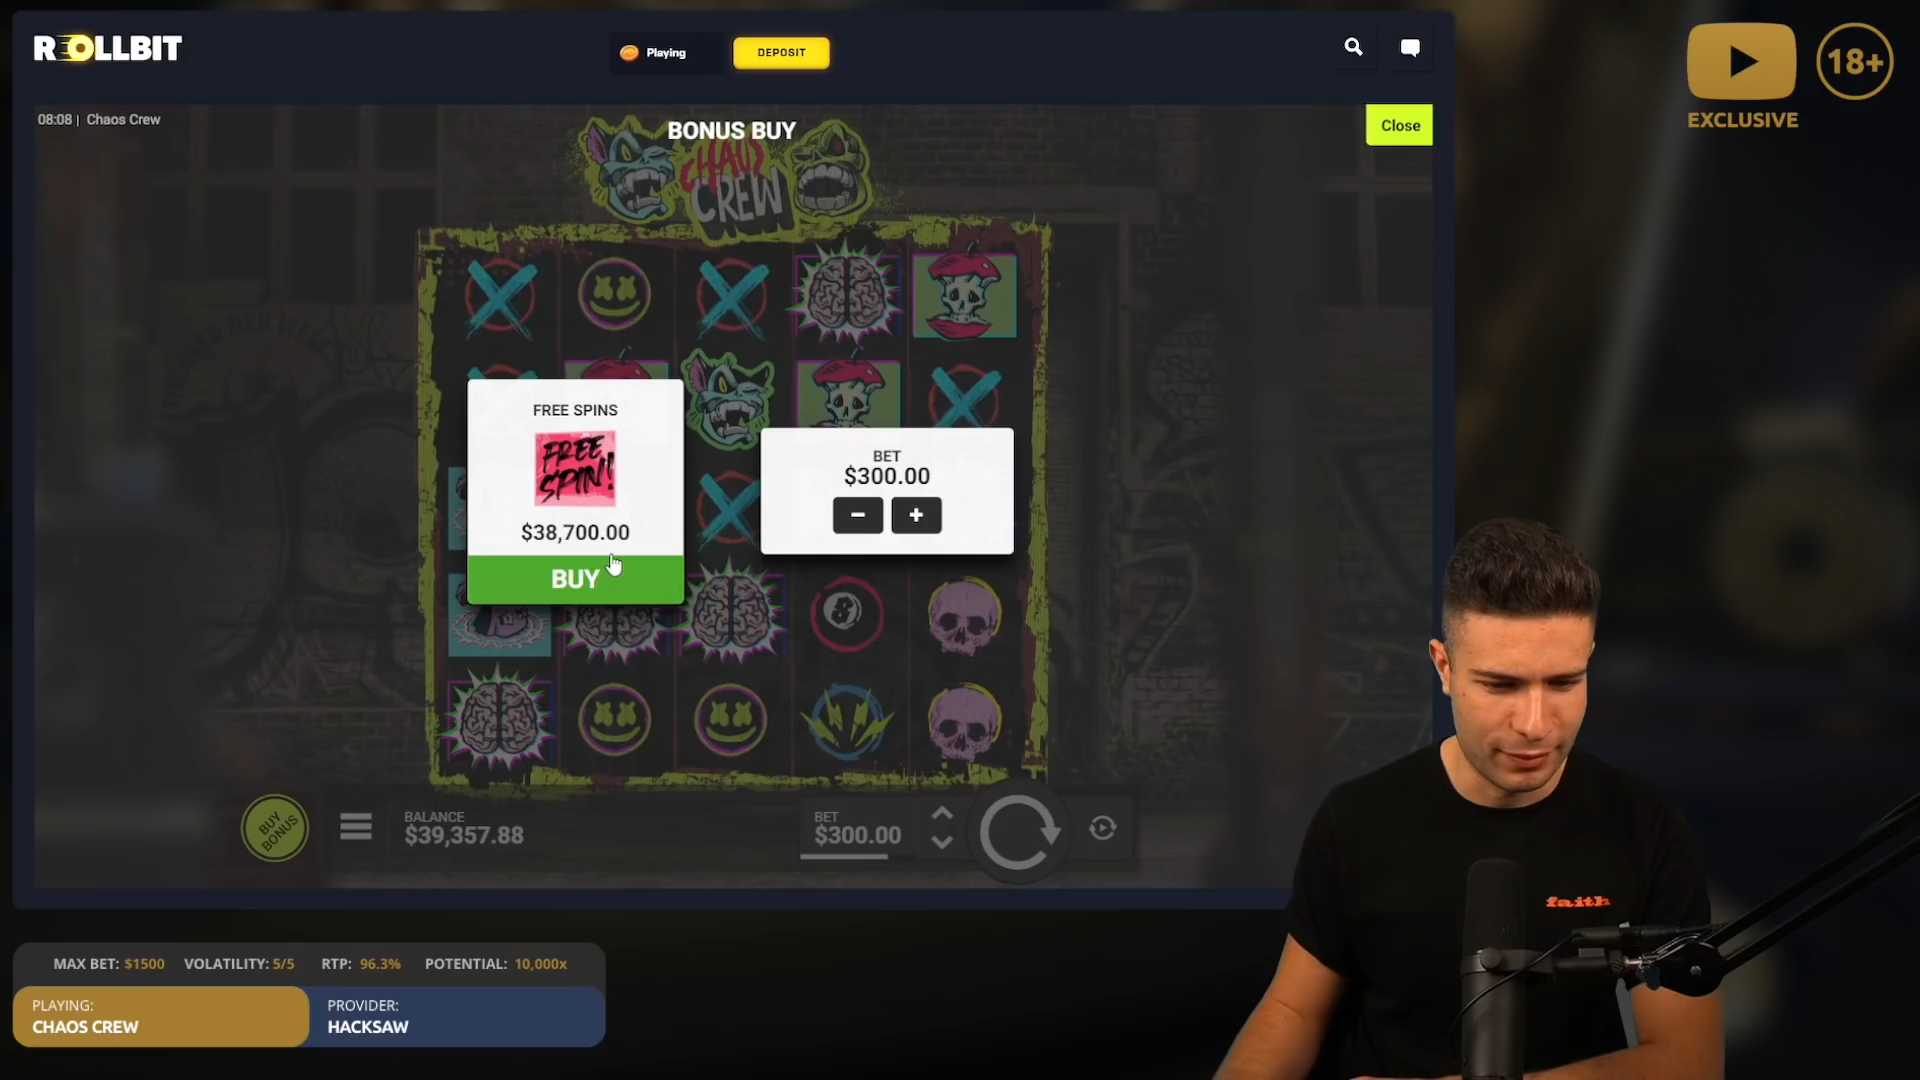 ROLLBIT
Playing
DEPOSIT
18+
EXCLUSIVE
08:08 | Chaos Crew
BONUS BUY
Close
CHAOS
CREW
FREE SPINS
FREE
SPIN!
$38,700.00
BUY
BET
$300.00
−
+
8
BUY
BONUS
BALANCE
$39,357.88
BET
$300.00
faith
MAX BET: $1500 VOLATILITY: 5/5 RTP: 96.3% POTENTIAL: 10,000x
PLAYING:
CHAOS CREW
PROVIDER:
HACKSAW